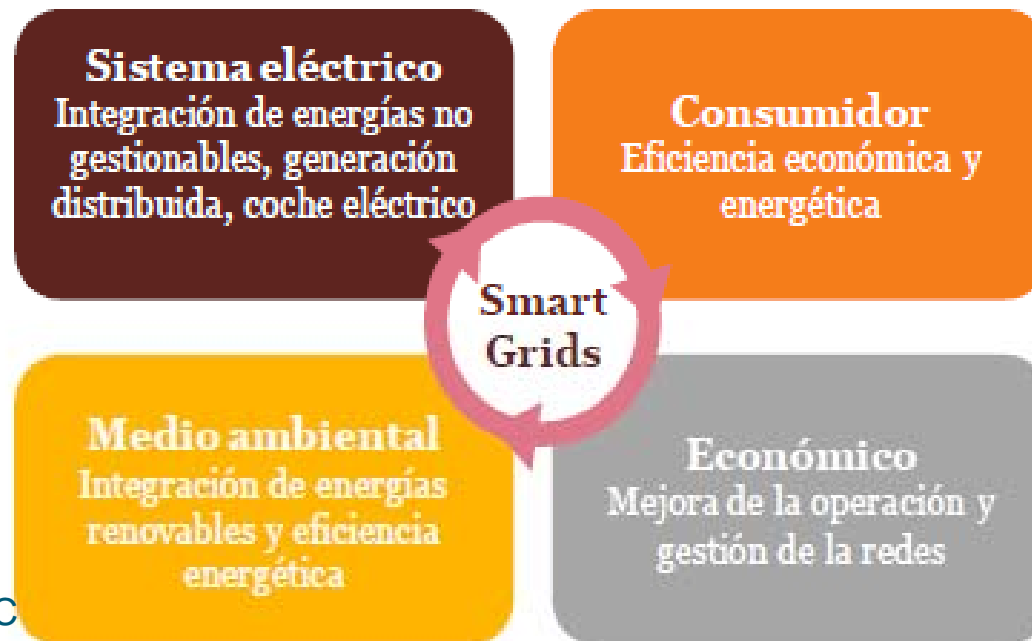 Sistema eléctrico
Integración de energías no
gestionables, generación
distribuida, coche eléctrico
Consumidor
Eficiencia económica y
energética
Smart
Grids
Medio ambiental
Integración de energías
renovables y eficiencia
energética
Económico
Mejora de la operación y
gestión de la redes
C